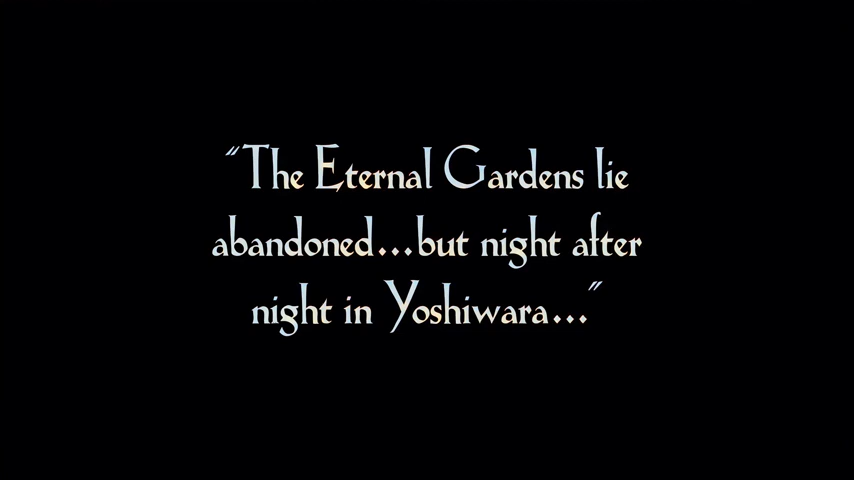 “The Eternal Gardens lie
abandoned...but night after
night in Yoshiwara...”